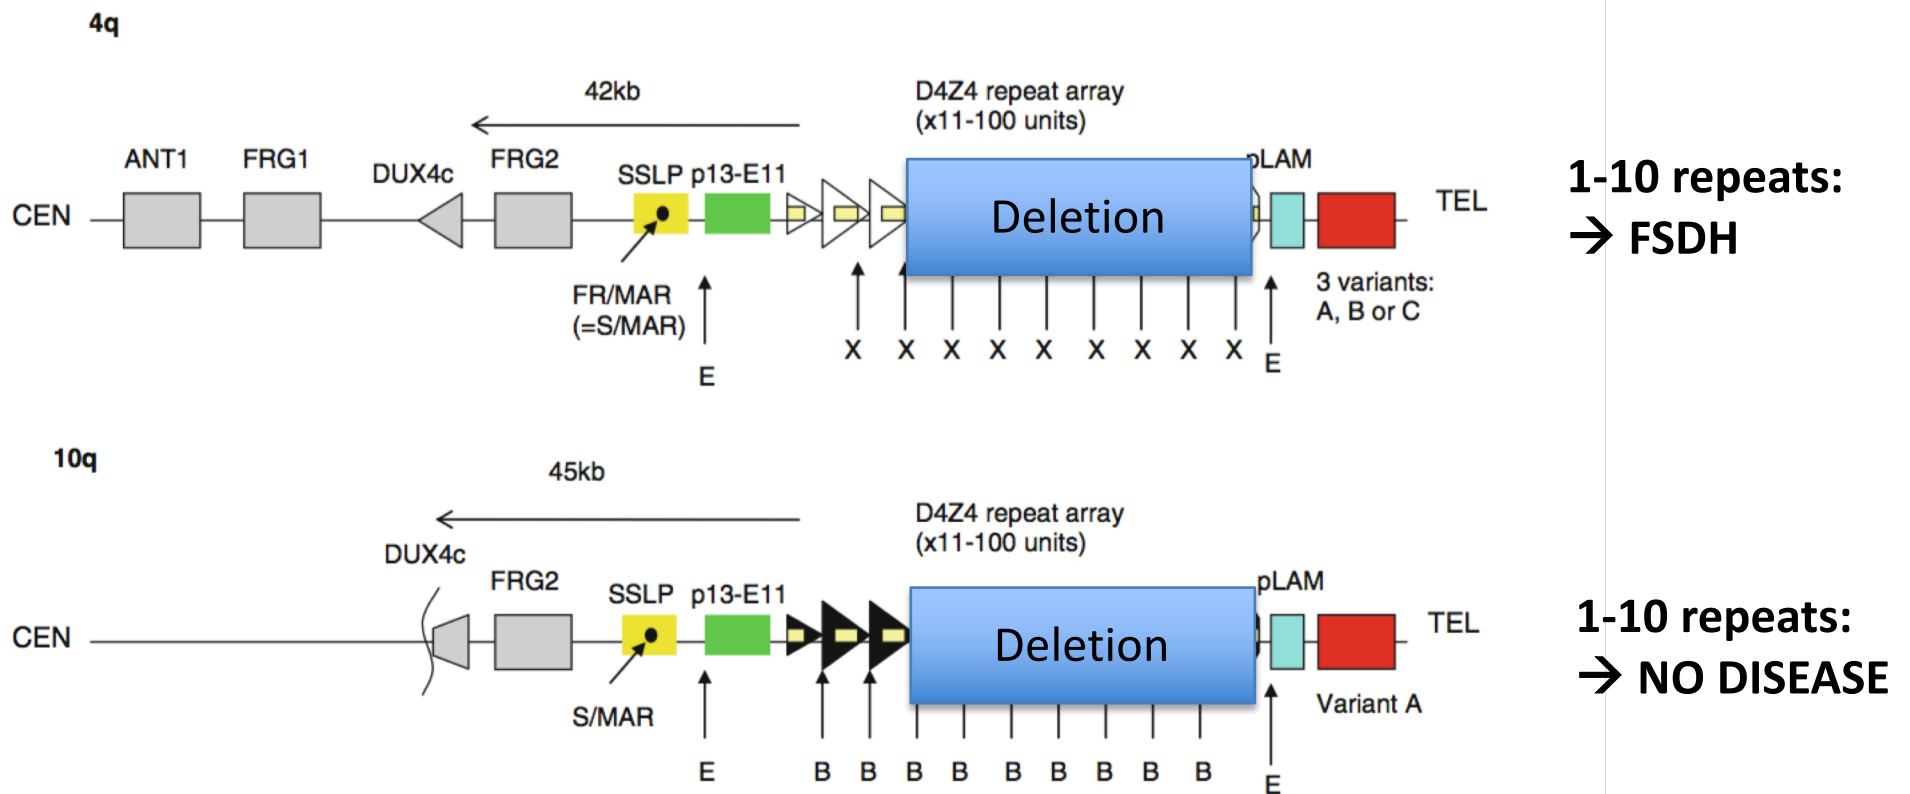 4q
42kb
D4Z4 repeat array
(x11-100 units)
ANT1 FRG1 DUX4c FRG2 SSLP p13-E11 pLAM
CEN Deletion TEL
1-10 repeats:
→ FSDH
FR/MAR
(=S/MAR)
3 variants:
A, B or C
X X X X X X X X X
E E
10q
45kb
D4Z4 repeat array
(x11-100 units)
DUX4c FRG2 SSLP p13-E11 pLAM
CEN Deletion TEL
1-10 repeats:
→ NO DISEASE
S/MAR
Variant A
E B B B B B B B B B E